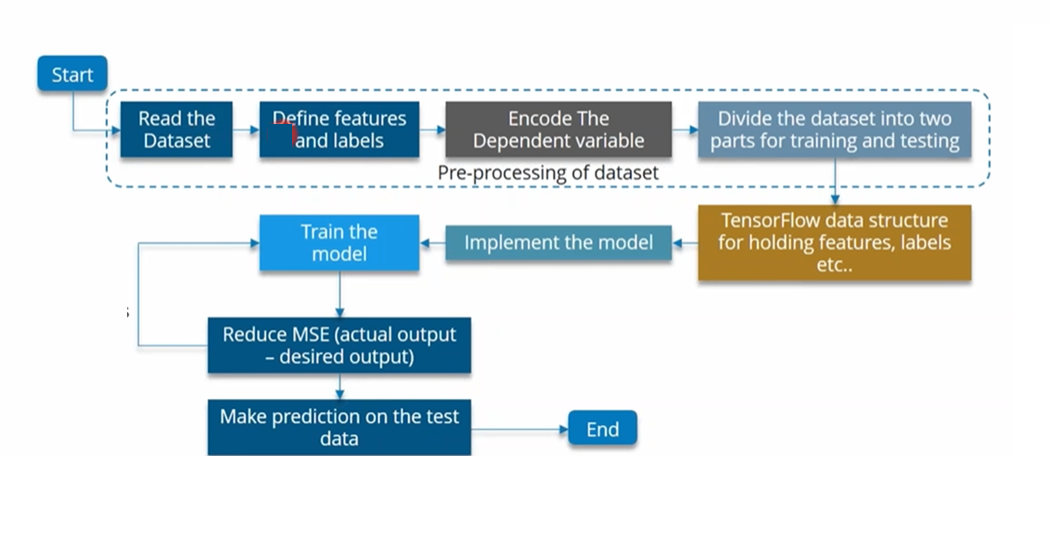 Start
Read the
Dataset
Define features
and labels
Encode The
Dependent variable
Divide the dataset into two
parts for training and testing
Pre-processing of dataset
TensorFlow data structure
for holding features, labels
etc..
Implement the model
Train the
model
Reduce MSE (actual output
– desired output)
Make prediction on the test
data
End